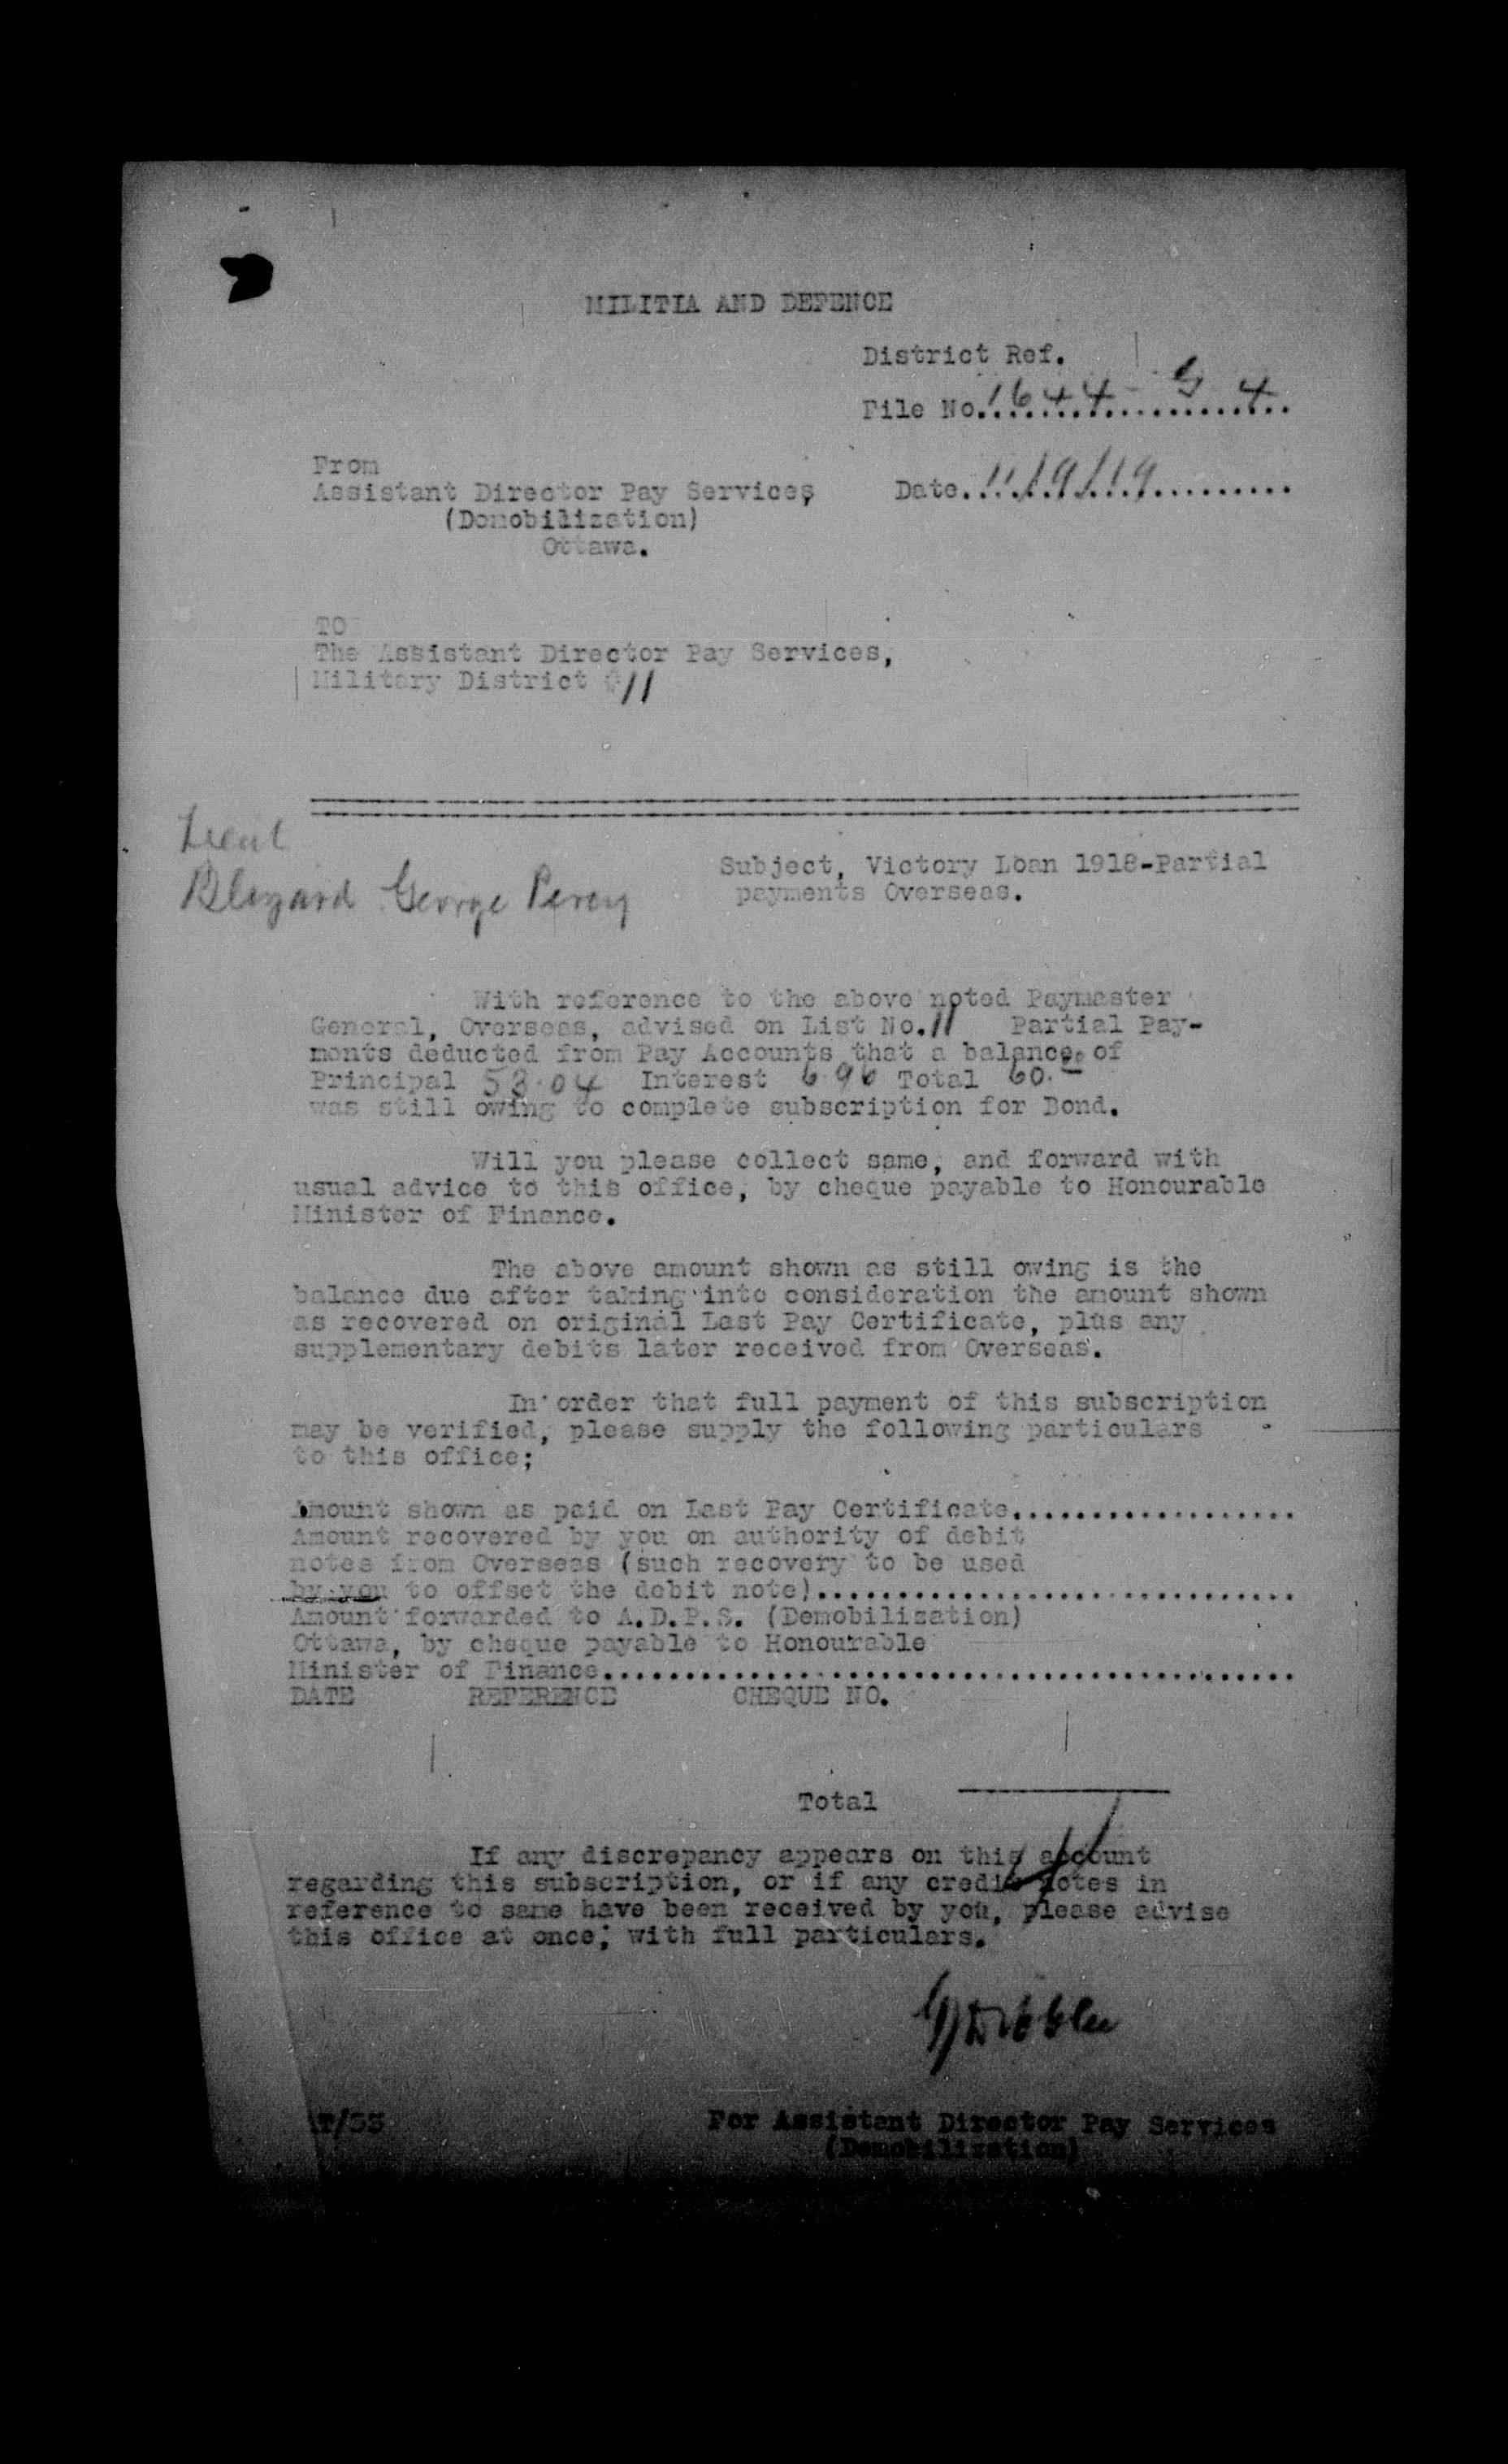 MILITIA AND DEFENCE
District Ref.
File No.1644- G 4
From
Assistant Director Pay Services,
(Demobilization)
Ottawa.
Date.11/9/19
TO
The Assistant Director Pay Services,
Military District #11
Lieut
Blizard George Percy
Subject, Victory Loan 1918-Partial
payments Overseas.
With reference to the above noted Paymaster
General, Overseas, advised on List No.11 Partial Pay-
ments deducted from Pay Accounts that a balance of
Principal 53.04 Interest 6.96 Total 60.00
was still owing to complete subscription for Bond.
Will you please collect same, and forward with
usual advice to this office, by cheque payable to Honourable
Minister of Finance.
The above amount shown as still owing is the
balance due after taking into consideration the amount shown
as recovered on original Last Pay Certificate, plus any
supplementary debits later received from Overseas.
In order that full payment of this subscription
may be verified, please supply the following particulars
to this office;
Amount shown as paid on Last Pay Certificate..................
Amount recovered by you on authority of debit
notes from Overseas (such recovery to be used
by you to offset the debit note)..............................
Amount forwarded to A.D.P.S. (Demobilization)
Ottawa, by cheque payable to Honourable
Minister of Finance...........................................
DATE REFERENCE CHEQUE NO.
Total
If any discrepancy appears on this account
regarding this subscription, or if any credit notes in
reference to same have been received by you, please advise
this office at once; with full particulars.
T/33
For Assistant Director Pay Services
(Demobilization)